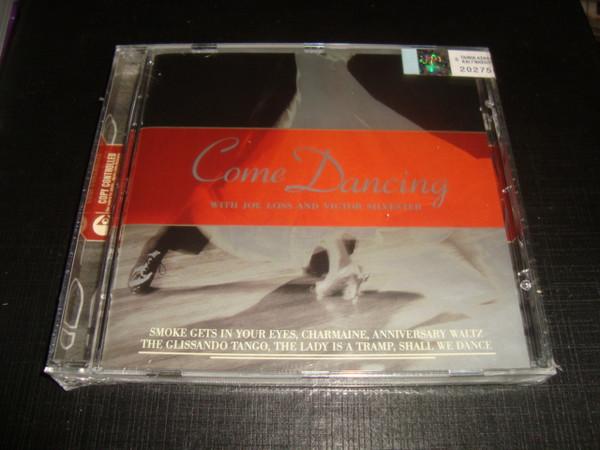 Come Dancing
WITH JOE LOSS AND VICTOR SILVESTER
SMOKE GETS IN YOUR EYES, CHARMAINE, ANNIVERSARY WALTZ
THE GLISSANDO TANGO, THE LADY IS A TRAMP, SHALL WE DANCE
COPY CONTROLLED
20275